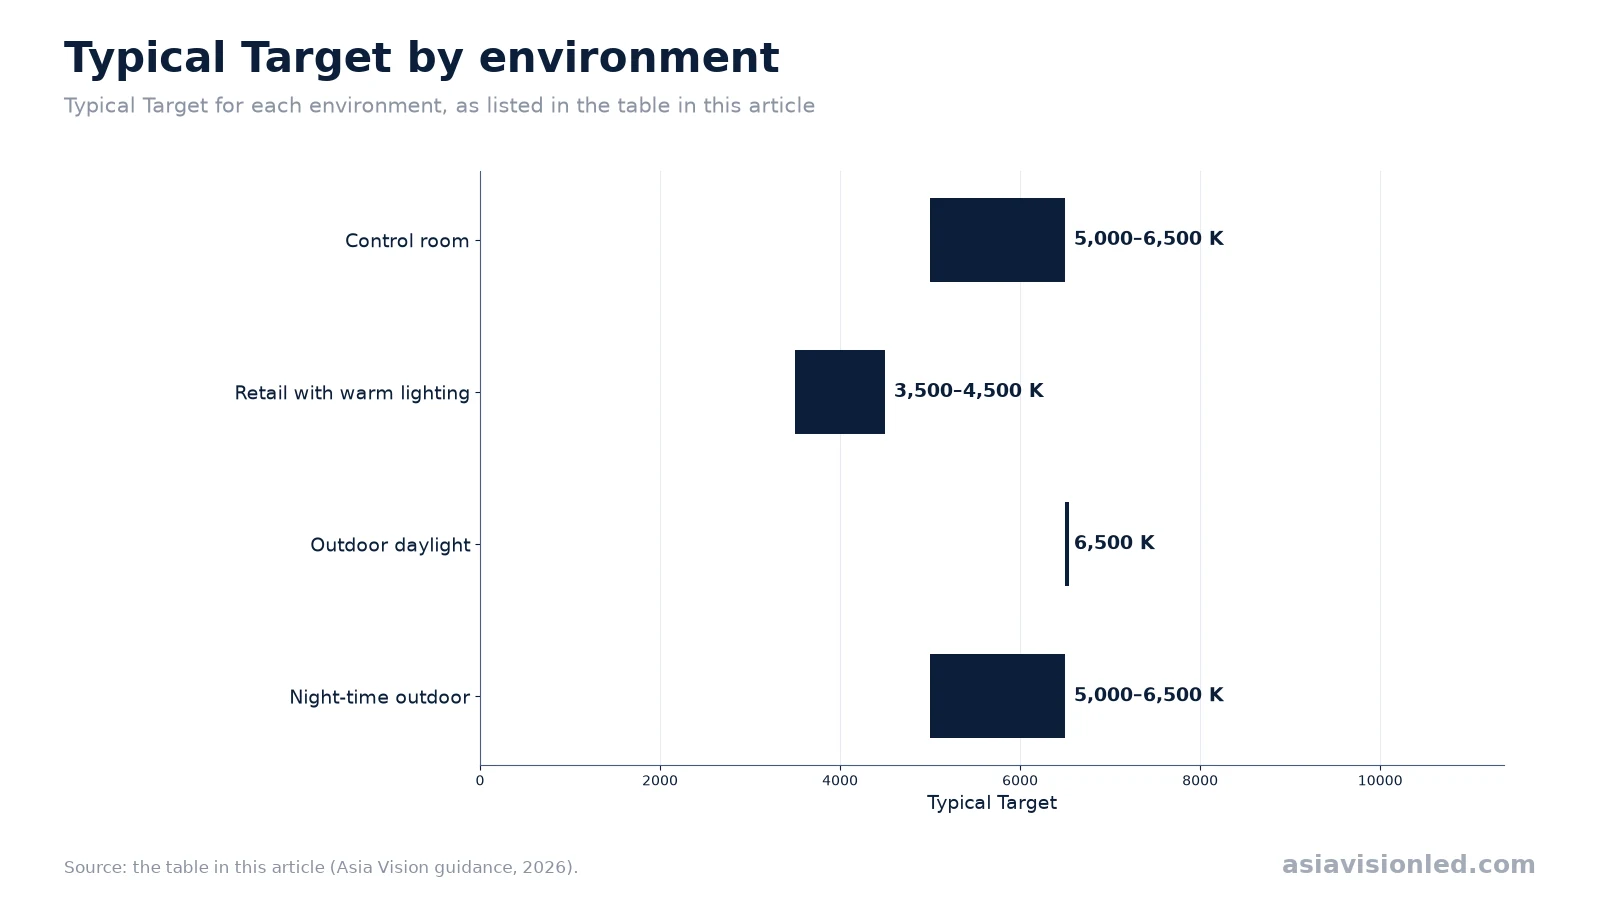 Typical Target by environment
Typical Target for each environment, as listed in the table in this article
Control room
5,000–6,500 K
Retail with warm lighting
3,500–4,500 K
Outdoor daylight
6,500 K
Night-time outdoor
5,000–6,500 K
0 2000 4000 6000 8000 10000
Typical Target
Source: the table in this article (Asia Vision guidance, 2026).
asiavisionled.com